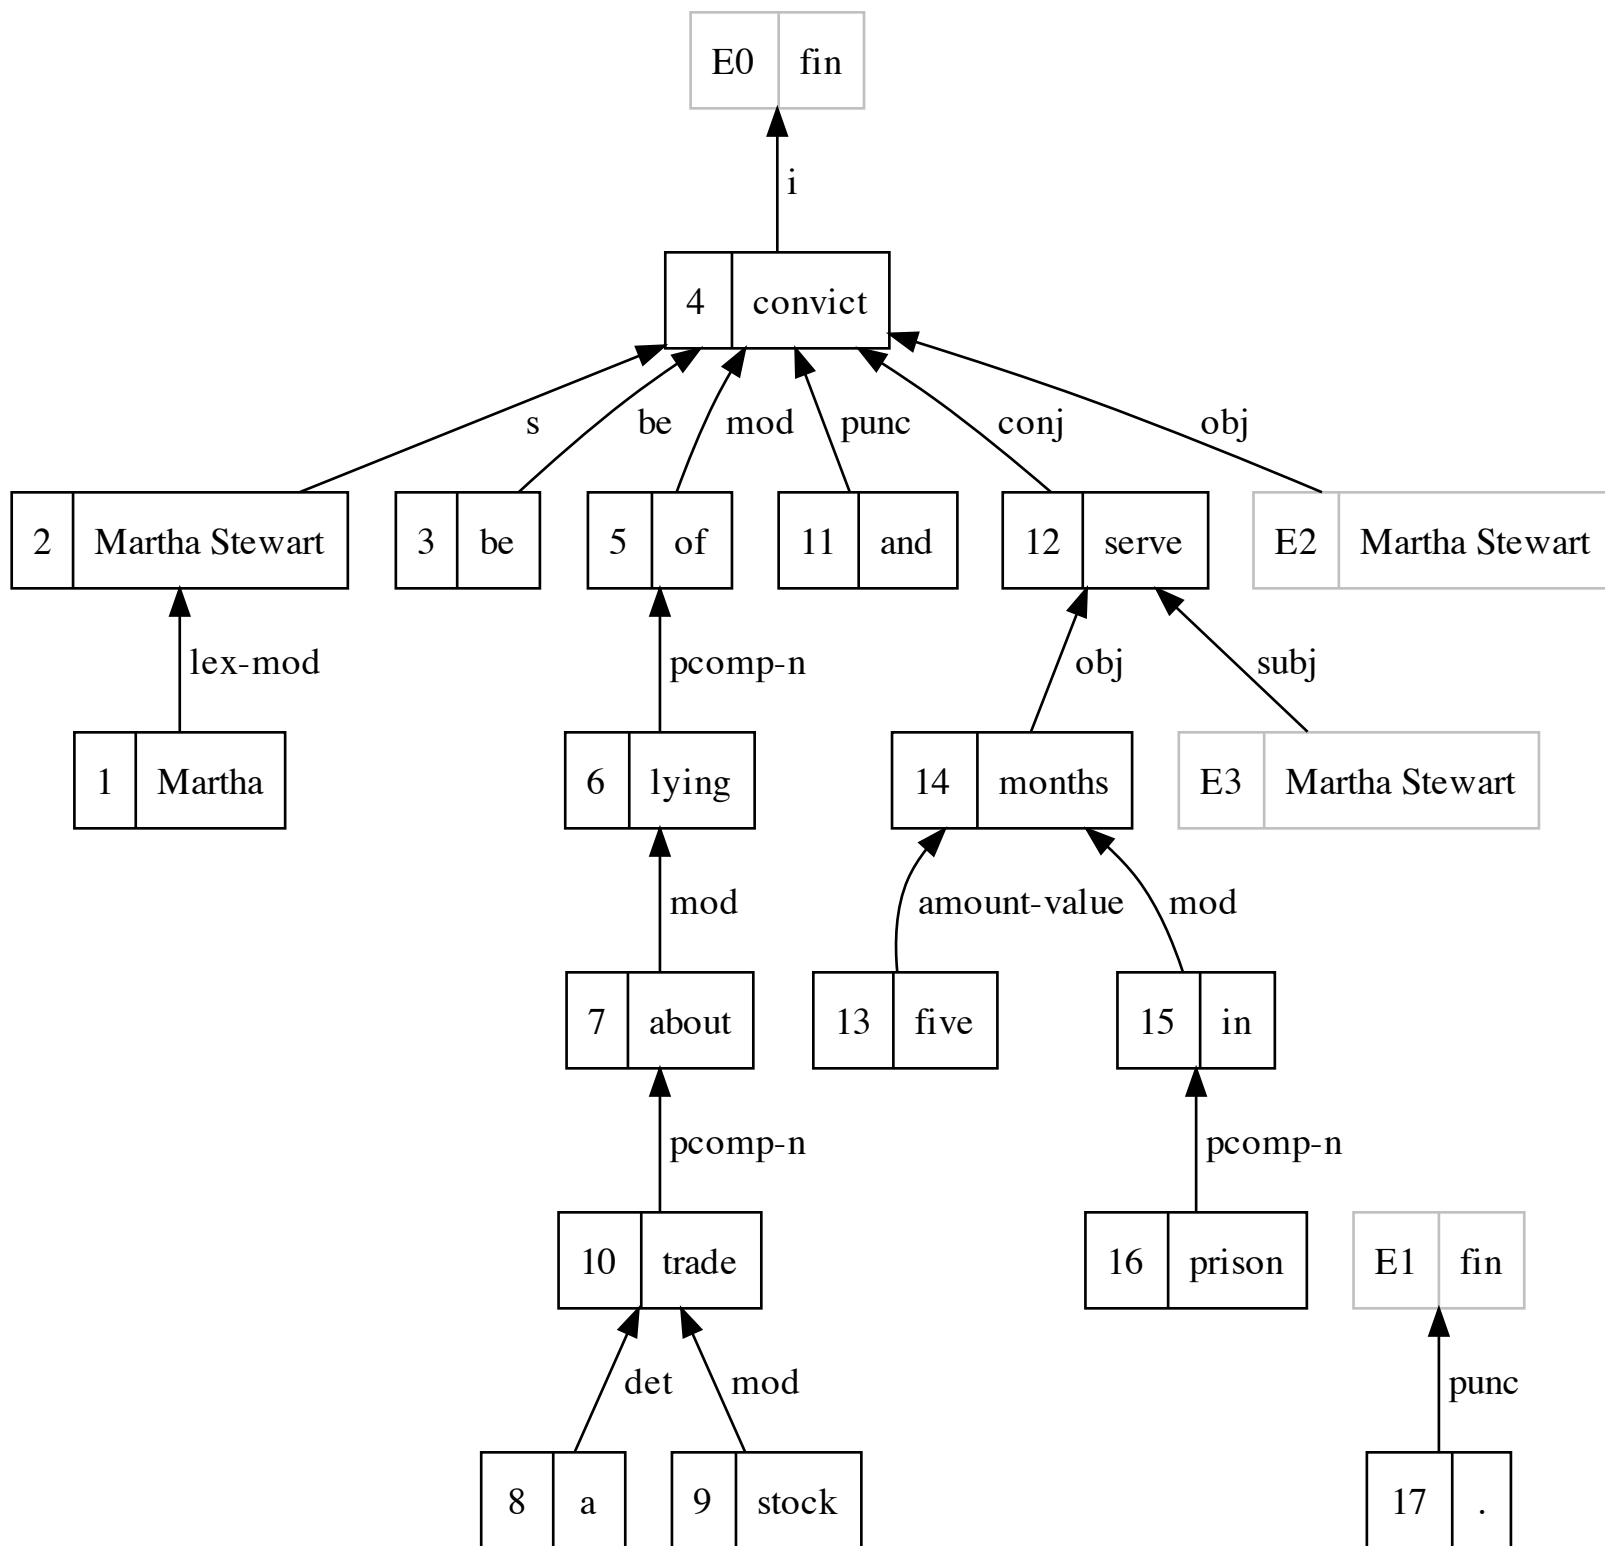 E0 fin
i
4 convict
s be mod punc conj obj
2 Martha Stewart 3 be 5 of 11 and 12 serve E2 Martha Stewart
lex-mod pcomp-n obj subj
1 Martha 6 lying 14 months E3 Martha Stewart
mod amount-value mod
7 about 13 five 15 in
pcomp-n pcomp-n
10 trade 16 prison E1 fin
det mod punc
8 a 9 stock 17 .